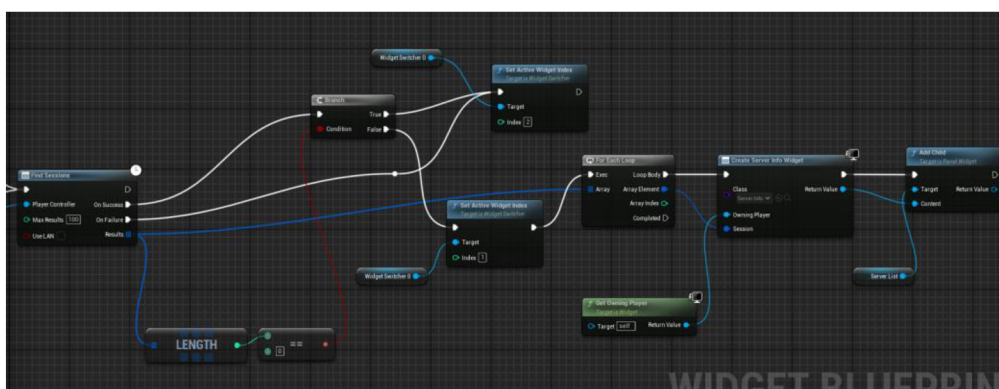 Widget Switcher 0
Set Active Widget Index
Target is Widget Switcher
Target
Index 2
Branch
True
Condition
False
Find Sessions
Player Controller
On Success
Max Results 100
On Failure
Use LAN
Results
Set Active Widget Index
Target is Widget Switcher
Target
Index 1
Widget Switcher 0
For Each Loop
Exec
Loop Body
Array
Array Element
Array Index
Completed
Create Server Info Widget
Class
Return Value
Server Info
Owning Player
Session
Add Child
Target is Panel Widget
Target
Return Value
Content
Server List
Get Owning Player
Target is Widget
Target self
Return Value
LENGTH
0
==
WIDGET BLUEPRIN